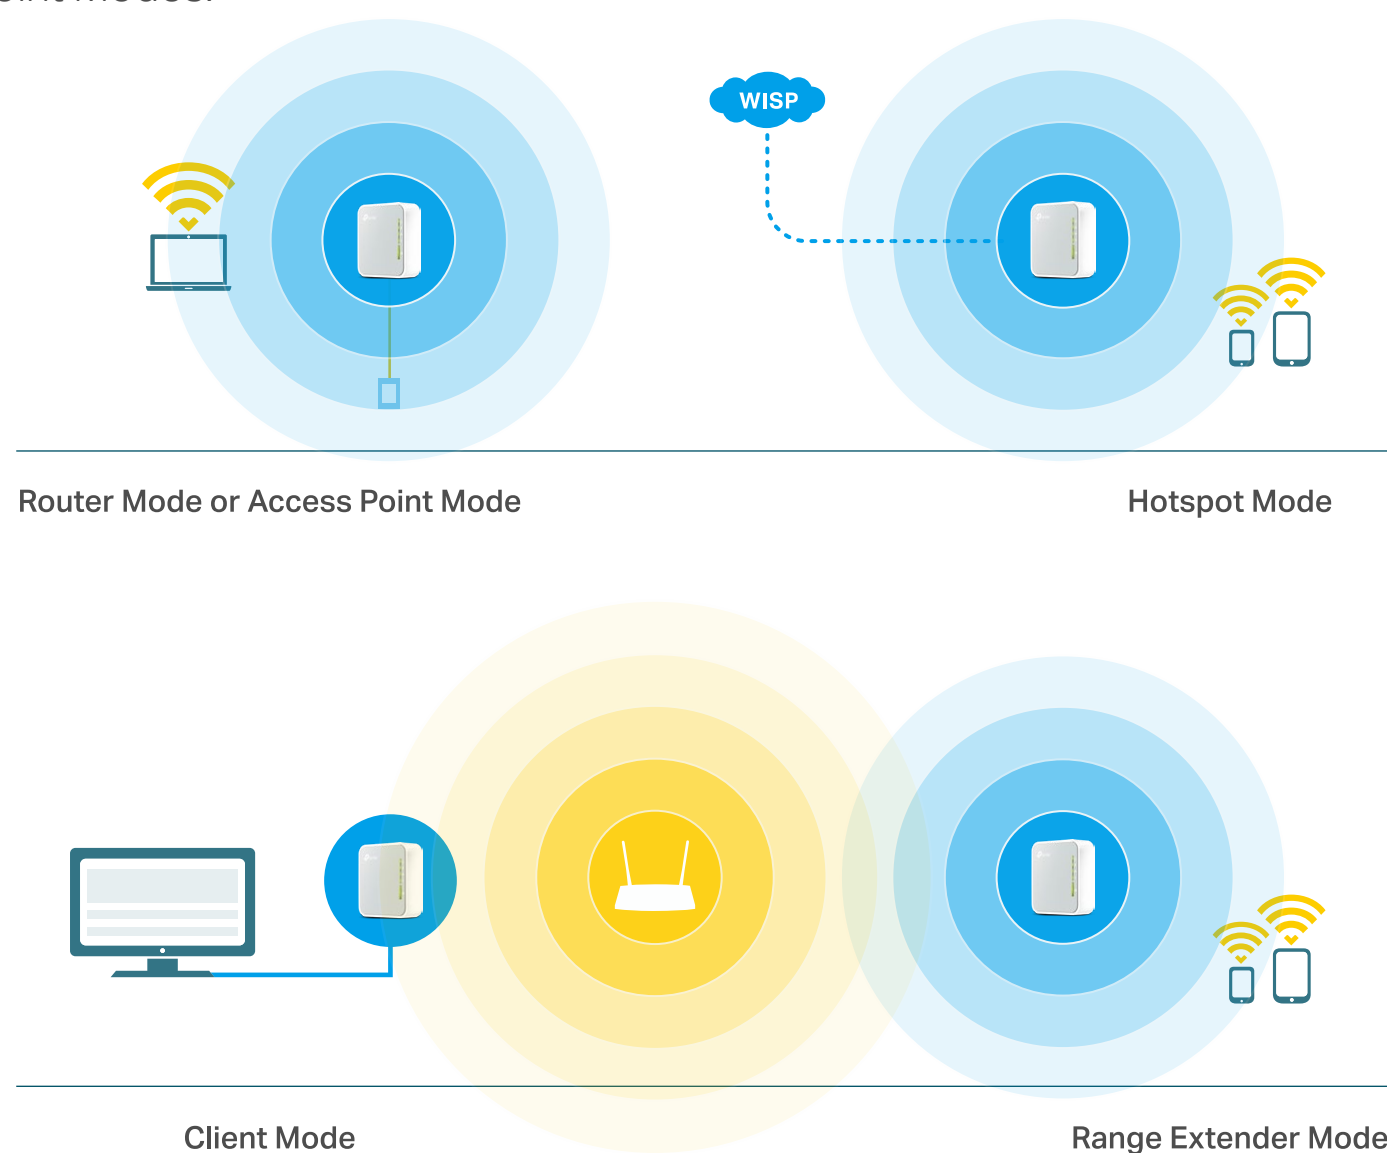 WISP
Router Mode or Access Point Mode
Hotspot Mode
Client Mode
Range Extender Mode